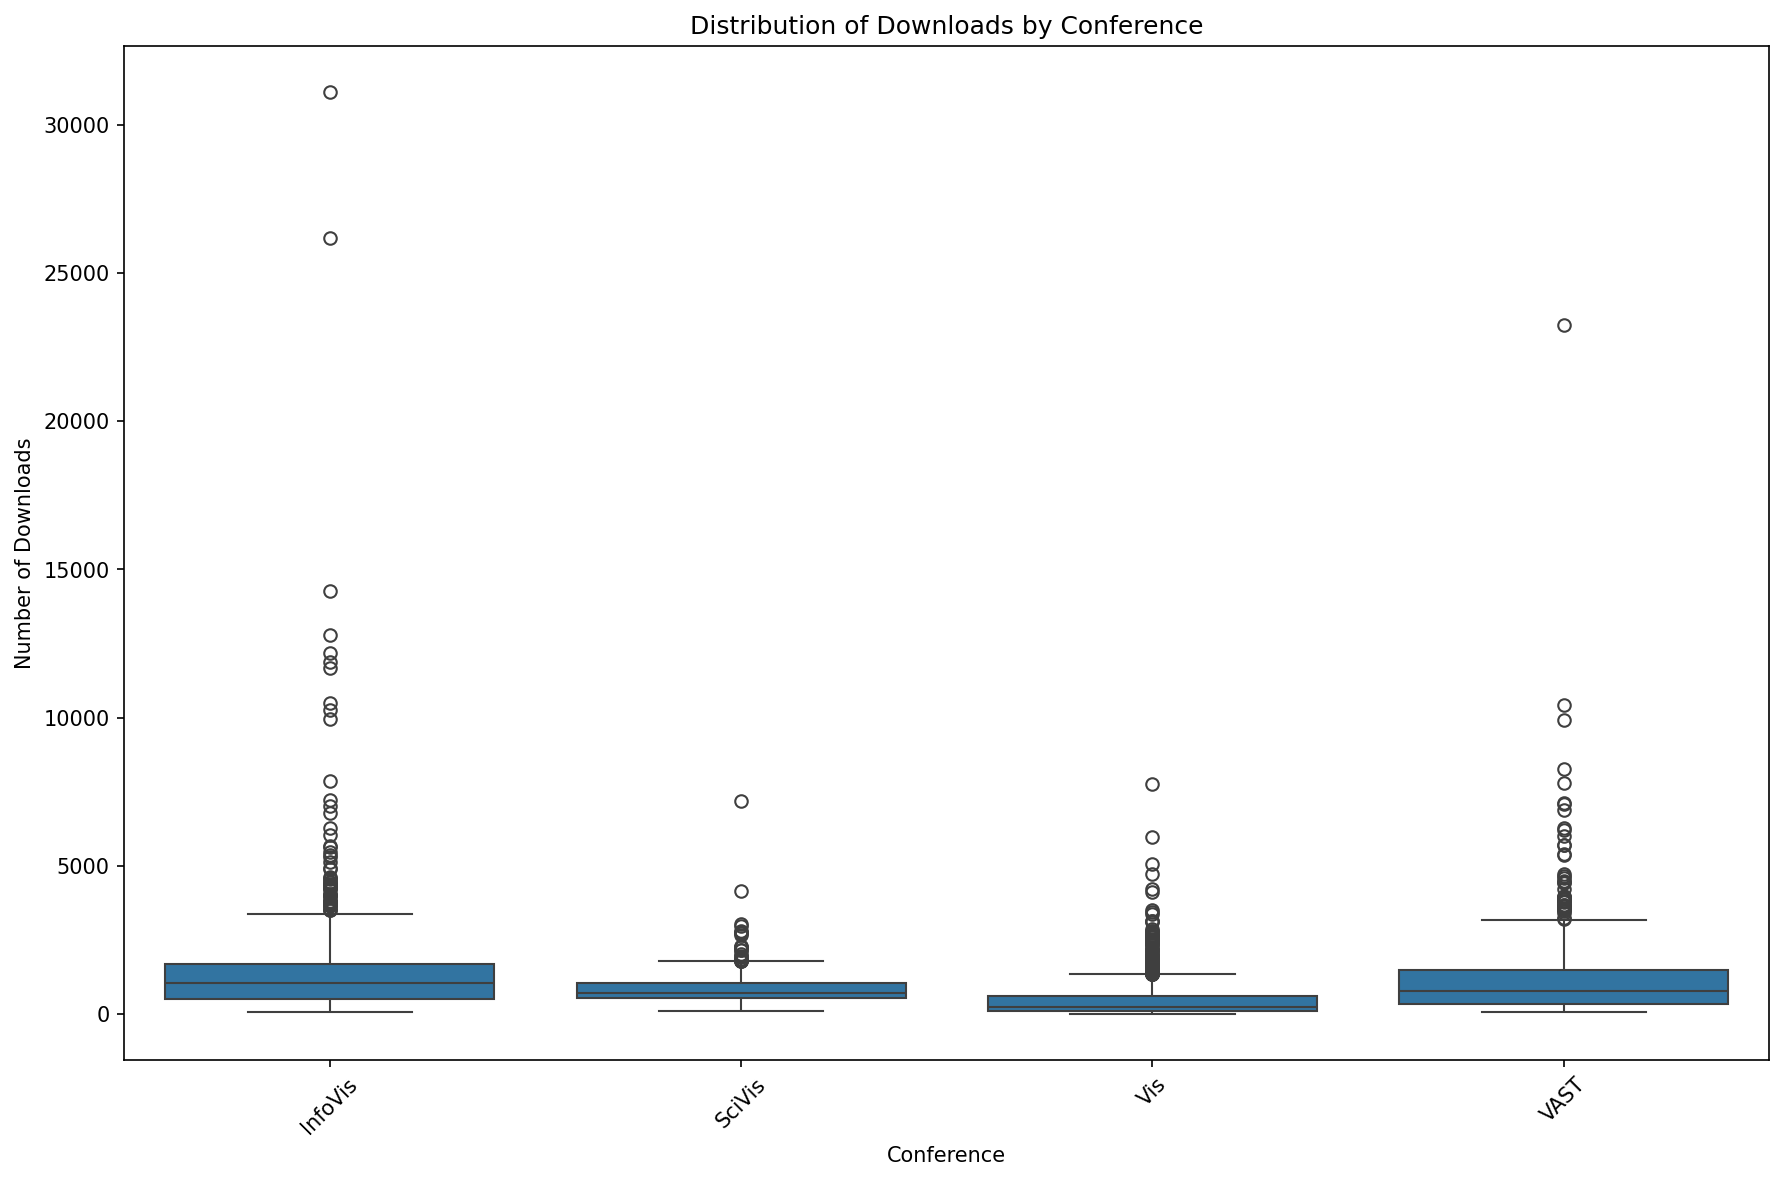 Distribution of Downloads by Conference
Number of Downloads
30000
25000
20000
15000
10000
5000
0
InfoVis
SciVis
Vis
VAST
Conference